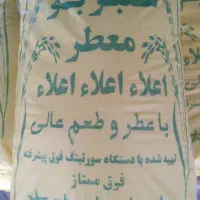 معطر
اعلاء اعلاء اعلاء
با عطر و طعم عالی
تهیه شده با دستگاه سورتینگ فوق پیشرفته
فوق ممتاز